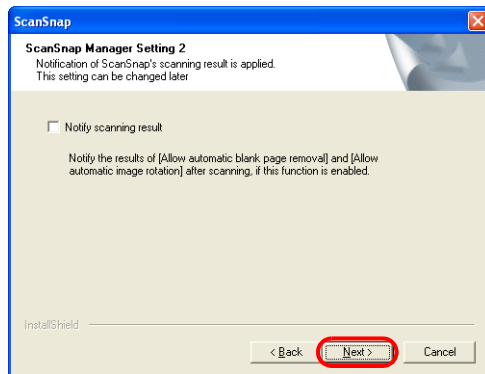 ScanSnap
ScanSnap Manager Setting 2
Notification of ScanSnap's scanning result is applied.
This setting can be changed later
Notify scanning result
Notify the results of [Allow automatic blank page removal] and [Allow
automatic image rotation] after scanning, if this function is enabled.
InstallShield
< Back Next > Cancel